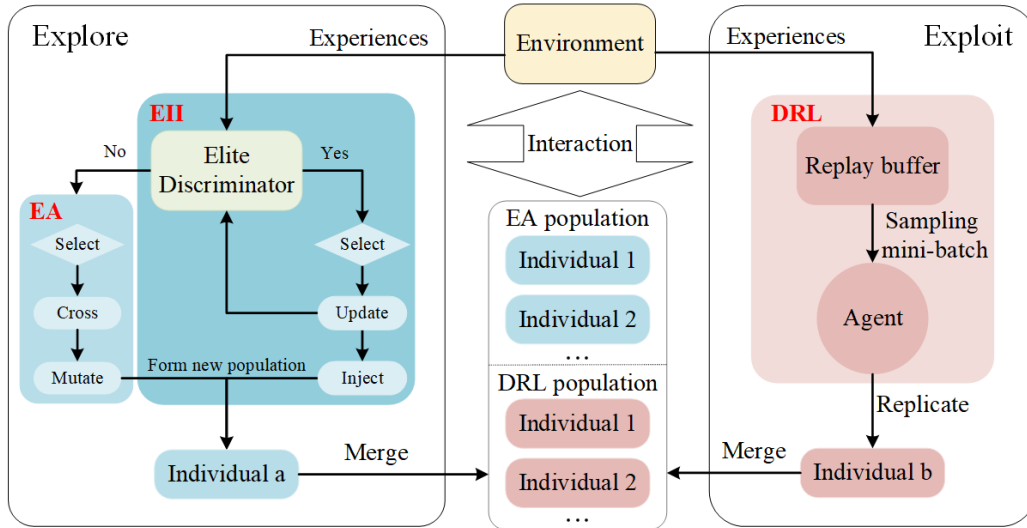 Explore
Experiences
Environment
Experiences
Exploit
EII
DRL
No
Elite
Discriminator
Yes
Interaction
Replay buffer
EA
Select
Select
EA population
Individual 1
Individual 2
...
Sampling
mini-batch
Agent
Cross
Update
Mutate
Form new population
Inject
DRL population
Individual 1
Individual 2
...
Replicate
Individual a
Merge
Merge
Individual b